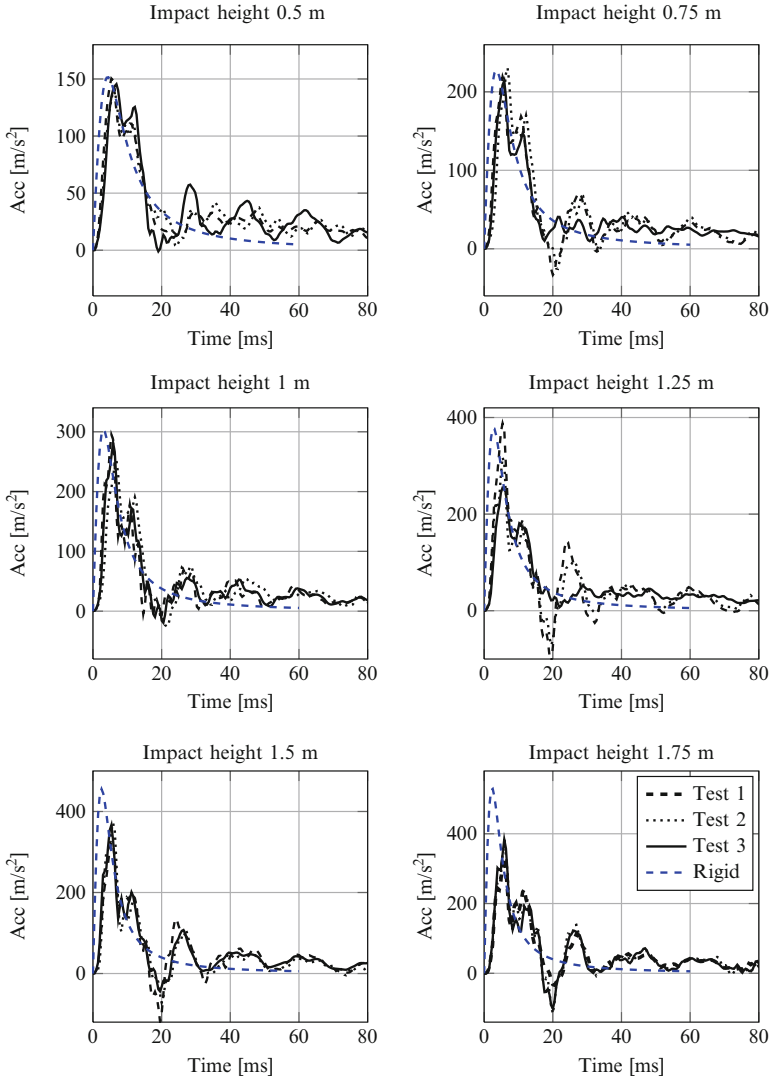 Impact height 0.5 m
Impact height 0.75 m
150
100
50
0
Acc [m/s²]
0 20 40 60 80
Time [ms]
200
100
0
Acc [m/s²]
0 20 40 60 80
Time [ms]
Impact height 1 m
Impact height 1.25 m
300
200
100
0
Acc [m/s²]
0 20 40 60 80
Time [ms]
400
200
0
Acc [m/s²]
0 20 40 60 80
Time [ms]
Impact height 1.5 m
Impact height 1.75 m
400
200
0
Acc [m/s²]
0 20 40 60 80
Time [ms]
400
200
0
Acc [m/s²]
Test 1
Test 2
Test 3
Rigid
0 20 40 60 80
Time [ms]